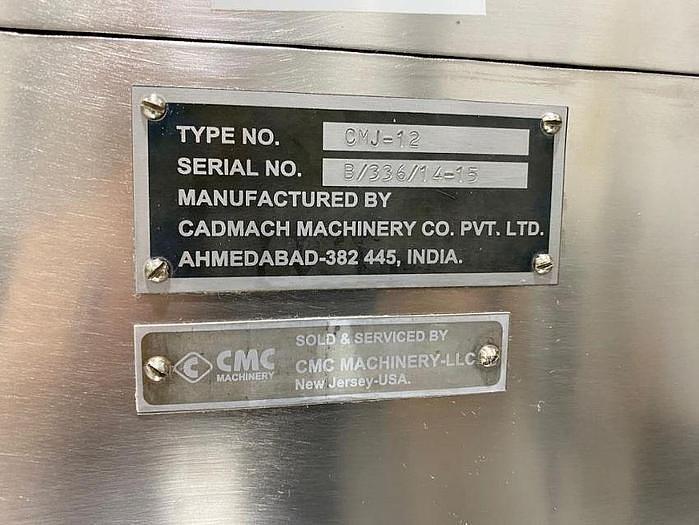 TYPE NO. CMJ-12
SERIAL NO. B/336/14-15
MANUFACTURED BY
CADMACH MACHINERY CO. PVT. LTD.
AHMEDABAD-382 445, INDIA.
C CMC
MACHINERY
SOLD & SERVICED BY
CMC MACHINERY-LLC
New Jersey-USA.